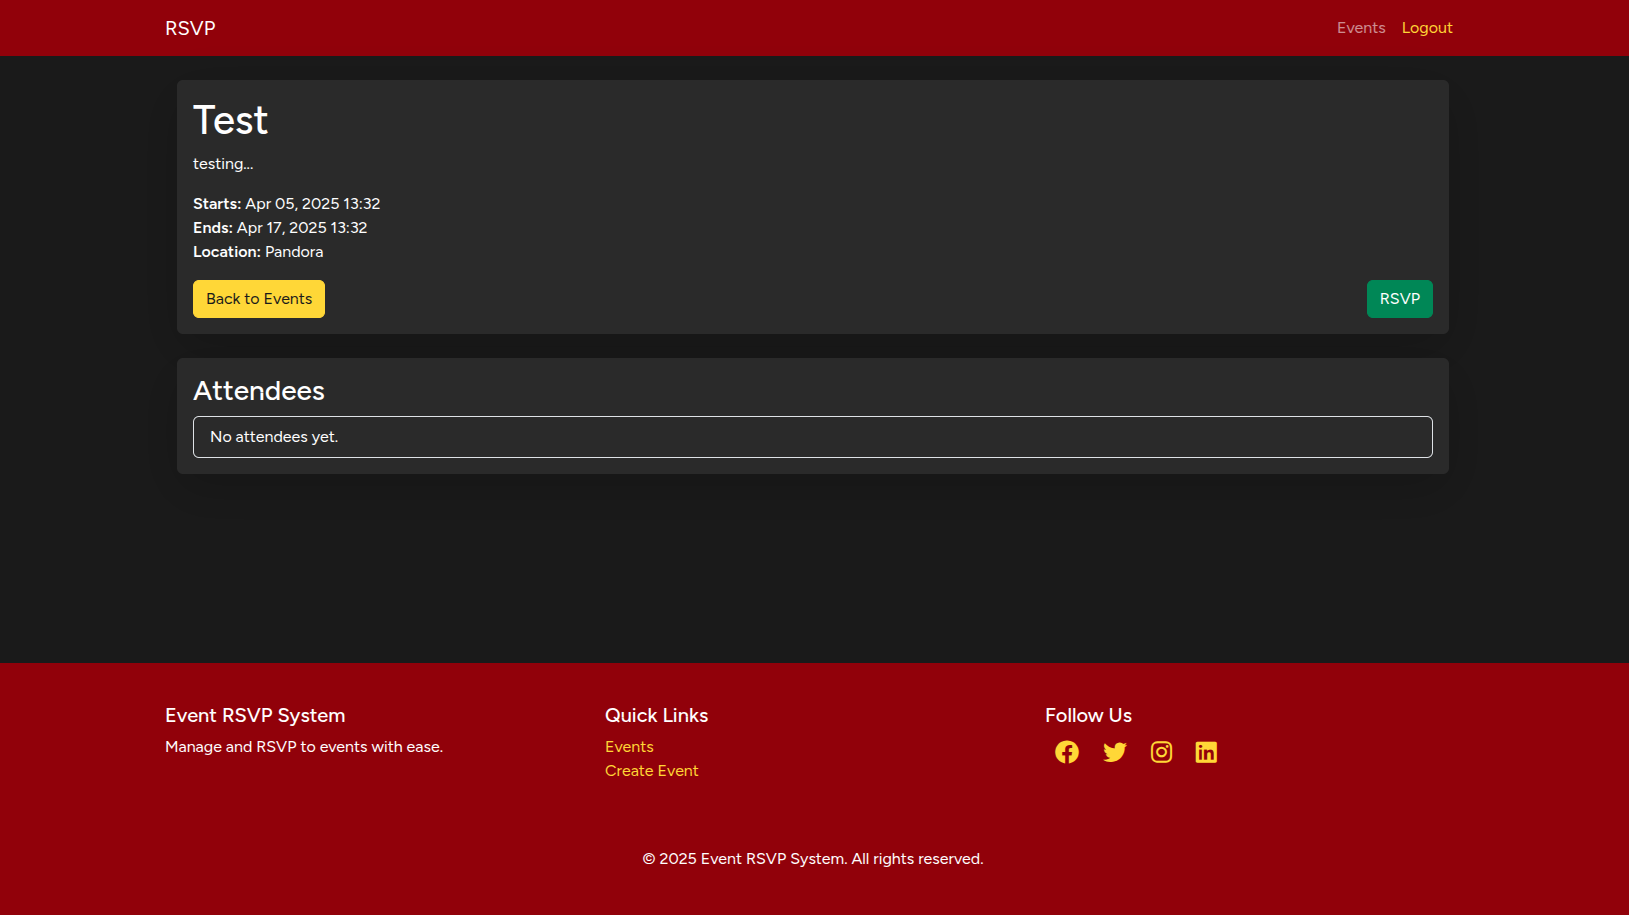 RSVP
Events Logout
Test
testing...
Starts: Apr 05, 2025 13:32
Ends: Apr 17, 2025 13:32
Location: Pandora
Back to Events
RSVP
Attendees
No attendees yet.
Event RSVP System
Manage and RSVP to events with ease.
Quick Links
Events
Create Event
Follow Us
© 2025 Event RSVP System. All rights reserved.